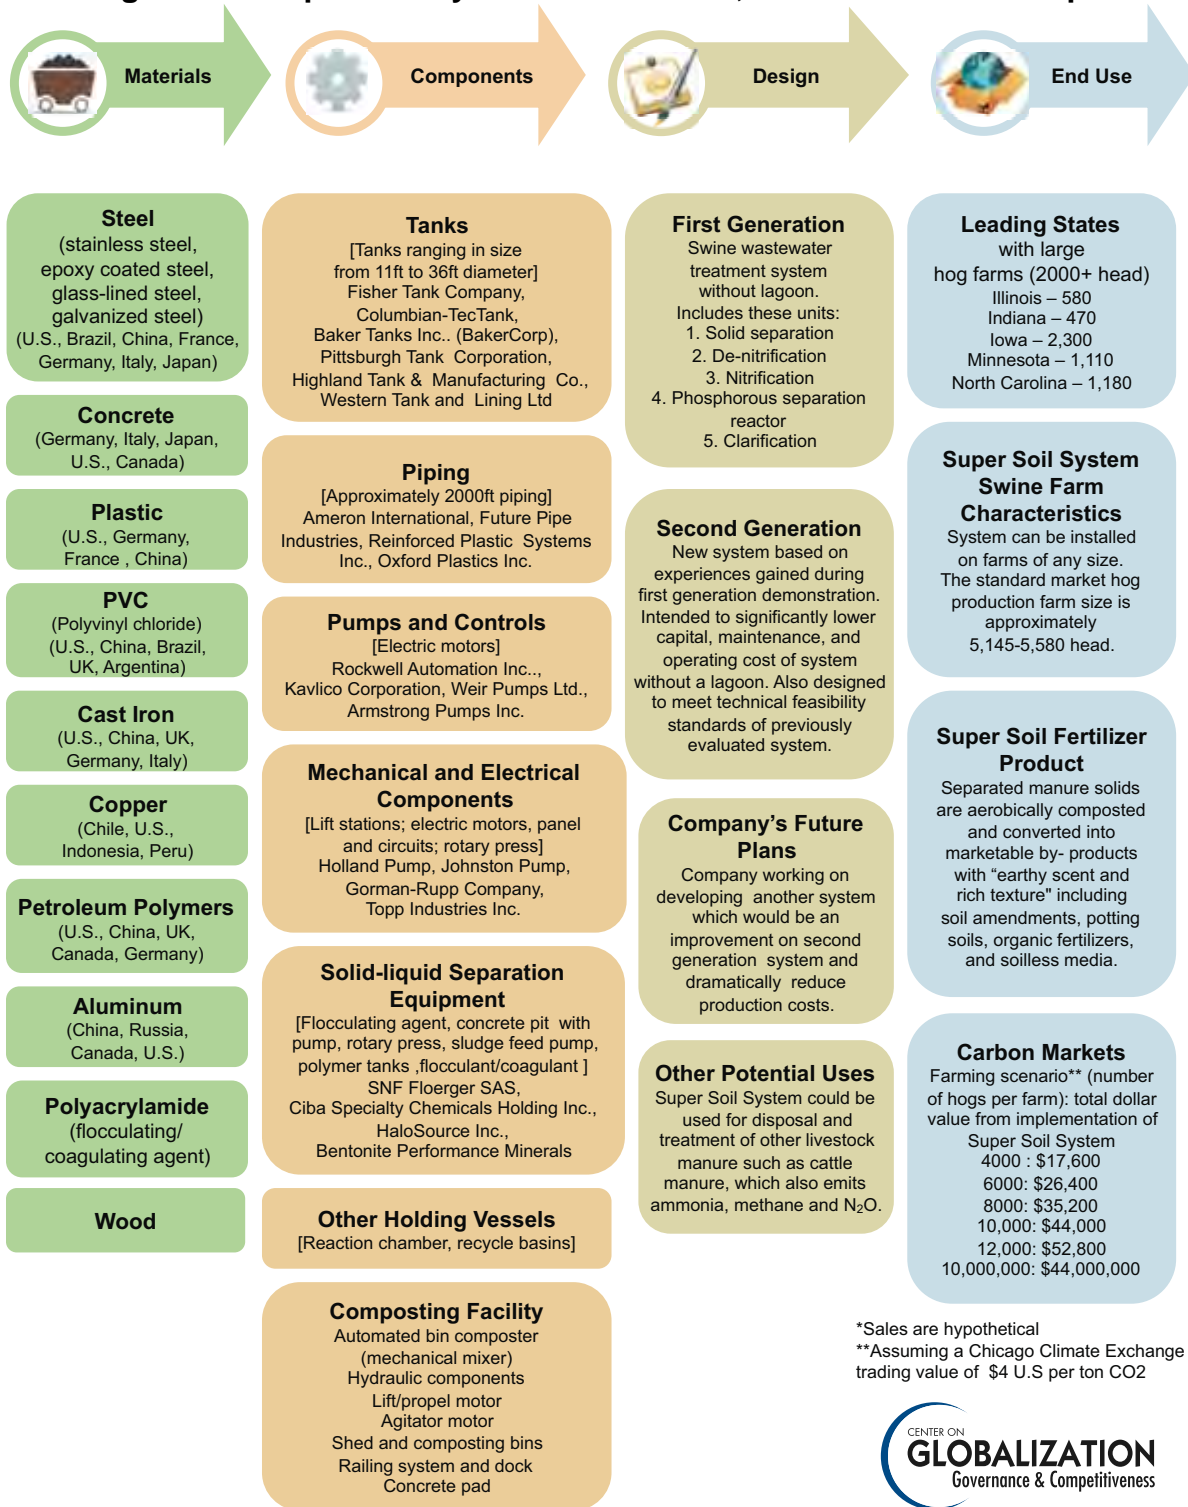 Materials
Components
Design
End Use
Steel
(stainless steel,
epoxy coated steel,
glass-lined steel,
galvanized steel)
(U.S., Brazil, China, France,
Germany, Italy, Japan)
Concrete
(Germany, Italy, Japan,
U.S., Canada)
Plastic
(U.S., Germany,
France , China)
PVC
(Polyvinyl chloride)
(U.S., China, Brazil,
UK, Argentina)
Cast Iron
(U.S., China, UK,
Germany, Italy)
Copper
(Chile, U.S.,
Indonesia, Peru)
Petroleum Polymers
(U.S., China, UK,
Canada, Germany)
Aluminum
(China, Russia,
Canada, U.S.)
Polyacrylamide
(flocculating/
coagulating agent)
Wood
Tanks
[Tanks ranging in size
from 11ft to 36ft diameter]
Fisher Tank Company,
Columbian-TecTank,
Baker Tanks Inc.. (BakerCorp),
Pittsburgh Tank Corporation,
Highland Tank & Manufacturing Co.,
Western Tank and Lining Ltd
Piping
[Approximately 2000ft piping]
Ameron International, Future Pipe
Industries, Reinforced Plastic Systems
Inc., Oxford Plastics Inc.
Pumps and Controls
[Electric motors]
Rockwell Automation Inc..,
Kavlico Corporation, Weir Pumps Ltd.,
Armstrong Pumps Inc.
Mechanical and Electrical
Components
[Lift stations; electric motors, panel
and circuits; rotary press]
Holland Pump, Johnston Pump,
Gorman-Rupp Company,
Topp Industries Inc.
Solid-liquid Separation
Equipment
[Flocculating agent, concrete pit with
pump, rotary press, sludge feed pump,
polymer tanks ,flocculant/coagulant ]
SNF Floerger SAS,
Ciba Specialty Chemicals Holding Inc.,
HaloSource Inc.,
Bentonite Performance Minerals
Other Holding Vessels
[Reaction chamber, recycle basins]
Composting Facility
Automated bin composter
(mechanical mixer)
Hydraulic components
Lift/propel motor
Agitator motor
Shed and composting bins
Railing system and dock
Concrete pad
First Generation
Swine wastewater
treatment system
without lagoon.
Includes these units:
1. Solid separation
2. De-nitrification
3. Nitrification
4. Phosphorous separation
reactor
5. Clarification
Second Generation
New system based on
experiences gained during
first generation demonstration.
Intended to significantly lower
capital, maintenance, and
operating cost of system
without a lagoon. Also designed
to meet technical feasibility
standards of previously
evaluated system.
Company's Future
Plans
Company working on
developing another system
which would be an
improvement on second
generation system and
dramatically reduce
production costs.
Other Potential Uses
Super Soil System could be
used for disposal and
treatment of other livestock
manure such as cattle
manure, which also emits
ammonia, methane and N2O.
Leading States
with large
hog farms (2000+ head)
Illinois – 580
Indiana – 470
Iowa – 2,300
Minnesota – 1,110
North Carolina – 1,180
Super Soil System
Swine Farm
Characteristics
System can be installed
on farms of any size.
The standard market hog
production farm size is
approximately
5,145-5,580 head.
Super Soil Fertilizer
Product
Separated manure solids
are aerobically composted
and converted into
marketable by- products
with “earthy scent and
rich texture" including
soil amendments, potting
soils, organic fertilizers,
and soilless media.
Carbon Markets
Farming scenario** (number
of hogs per farm): total dollar
value from implementation of
Super Soil System
4000 : $17,600
6000: $26,400
8000: $35,200
10,000: $44,000
12,000: $52,800
10,000,000: $44,000,000
*Sales are hypothetical
**Assuming a Chicago Climate Exchange
trading value of $4 U.S per ton CO2
CENTER ON
GLOBALIZATION
Governance & Competitiveness